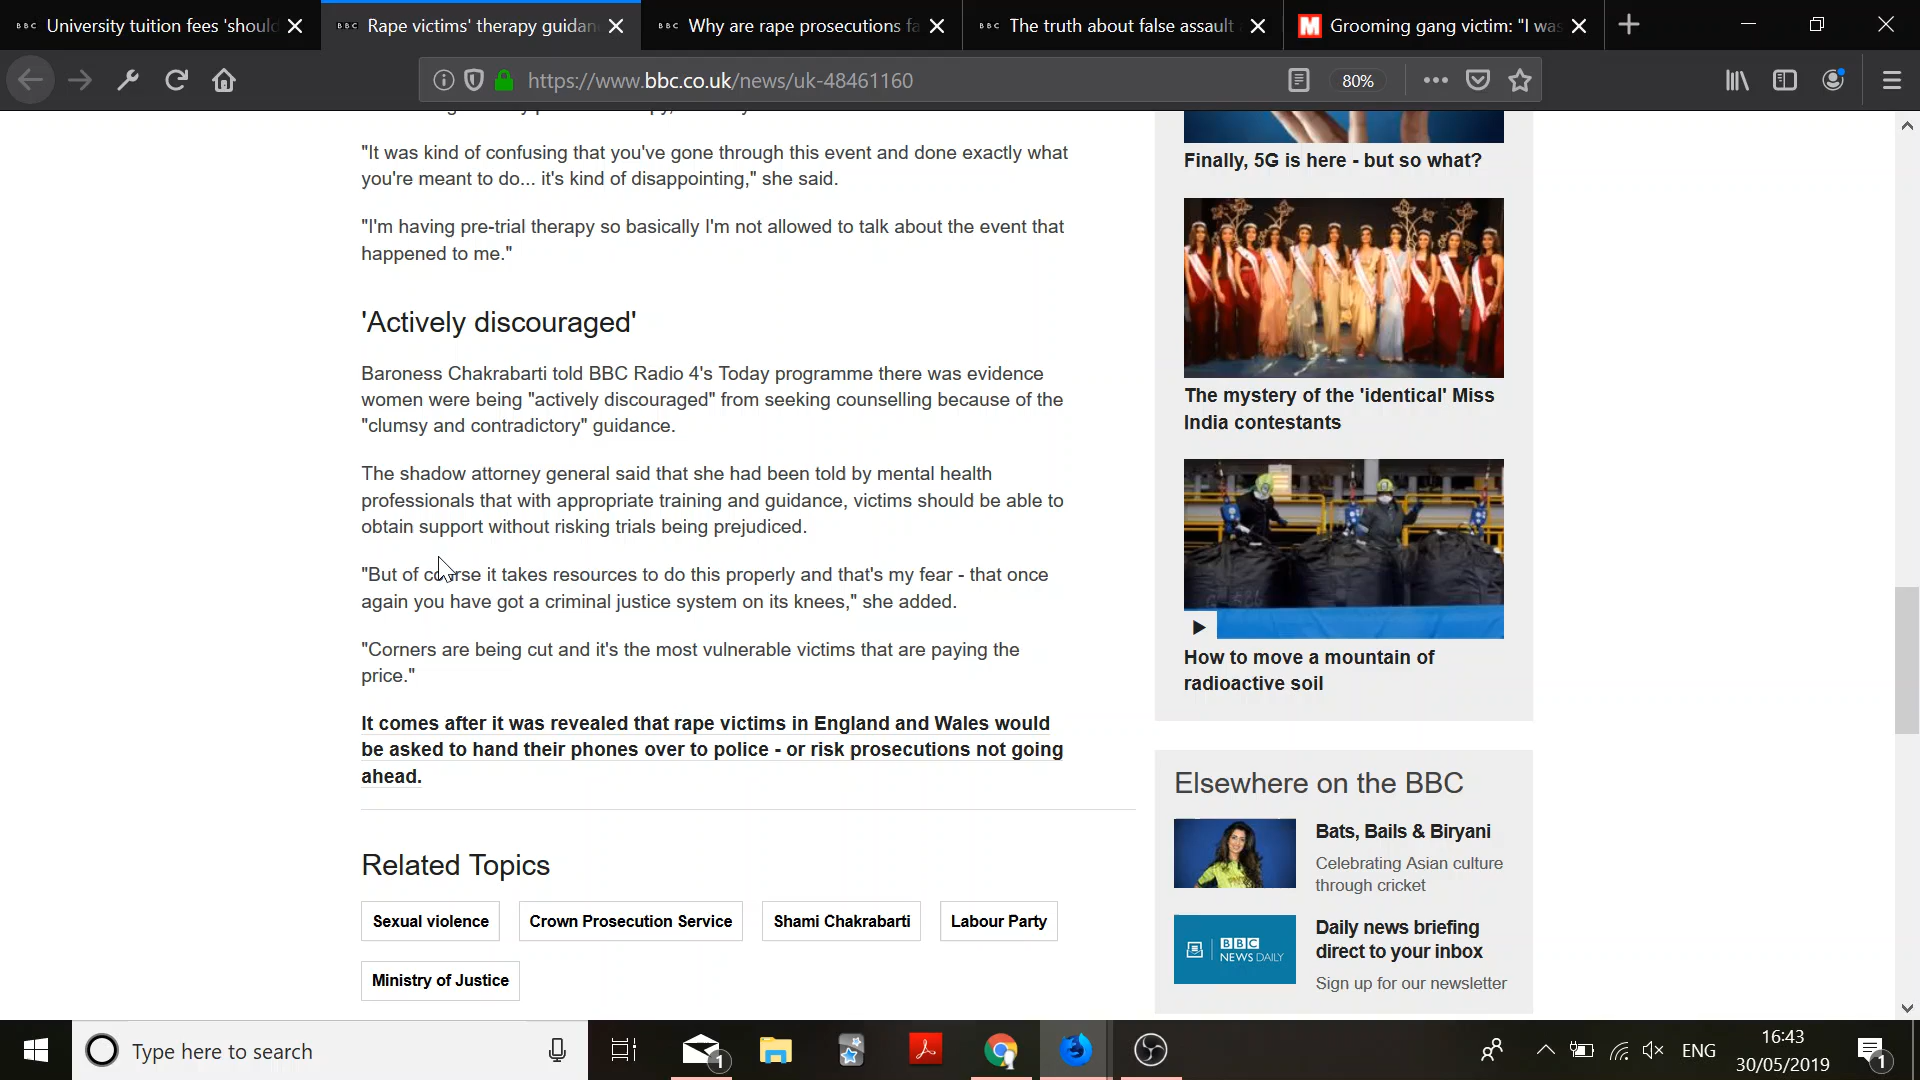 BBC University tuition fees 'should
BBC Rape victims' therapy guidan
BBC Why are rape prosecutions fa
BBC The truth about false assault a
M Grooming gang victim: "I was
https://www.bbc.co.uk/news/uk-48461160
80%
"It was kind of confusing that you've gone through this event and done exactly what
you're meant to do... it's kind of disappointing," she said.
"I'm having pre-trial therapy so basically I'm not allowed to talk about the event that
happened to me."
'Actively discouraged'
Baroness Chakrabarti told BBC Radio 4's Today programme there was evidence
women were being "actively discouraged" from seeking counselling because of the
"clumsy and contradictory" guidance.
The shadow attorney general said that she had been told by mental health
professionals that with appropriate training and guidance, victims should be able to
obtain support without risking trials being prejudiced.
"But of course it takes resources to do this properly and that's my fear - that once
again you have got a criminal justice system on its knees," she added.
"Corners are being cut and it's the most vulnerable victims that are paying the
price."
It comes after it was revealed that rape victims in England and Wales would
be asked to hand their phones over to police - or risk prosecutions not going
ahead.
Related Topics
Sexual violence
Crown Prosecution Service
Shami Chakrabarti
Labour Party
Ministry of Justice
Finally, 5G is here - but so what?
The mystery of the 'identical' Miss
India contestants
How to move a mountain of
radioactive soil
Elsewhere on the BBC
Bats, Bails & Biryani
Celebrating Asian culture
through cricket
BBC
NEWS DAILY
Daily news briefing
direct to your inbox
Sign up for our newsletter
Type here to search
1
ENG
16:43
30/05/2019
1